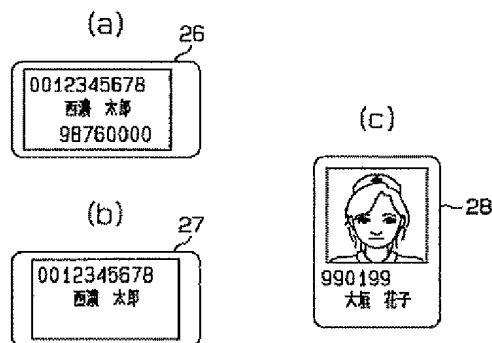 (a)
26
0012345678
西濃 太郎
98760000
(b)
27
0012345678
西濃 太郎
(c)
28
990199
大垣 花子